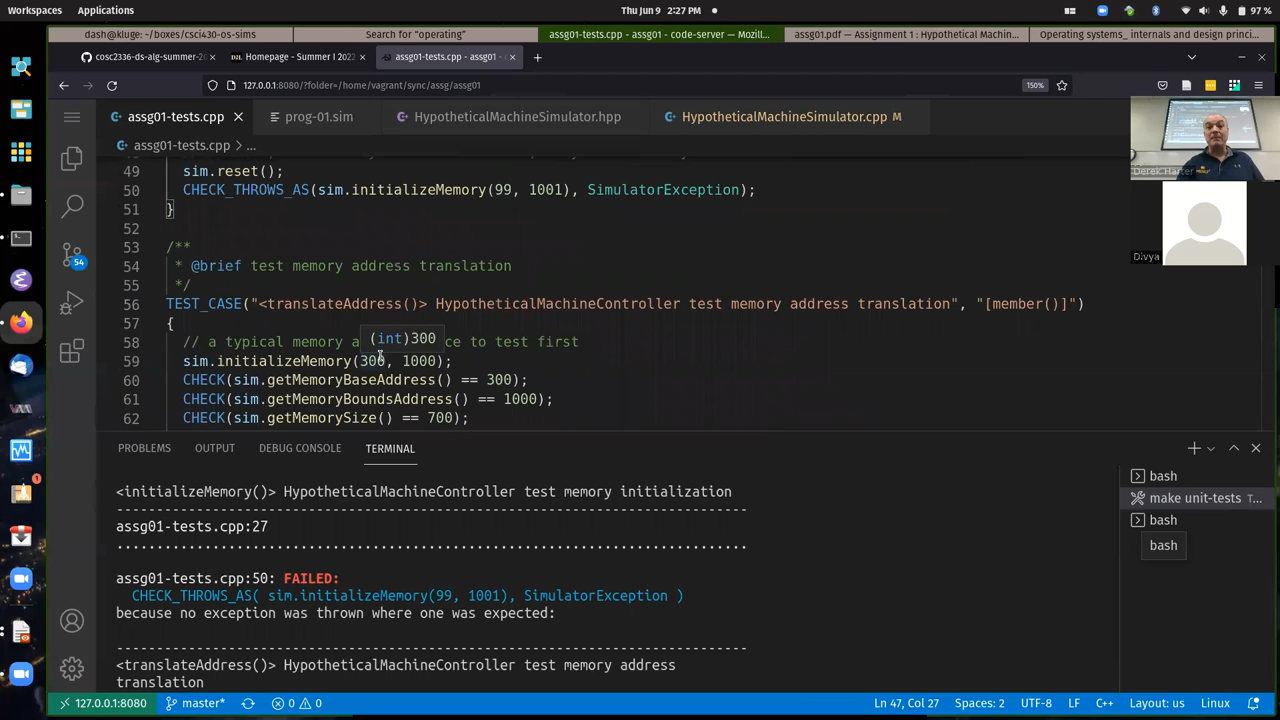 Workspaces Applications Thu Jun 9 2:27 PM 97 %
dash@kluge: ~/boxes/csci430-os-sims Search for "operating" assg01-tests.cpp — assg01 - code-server — Mozill... assg01.pdf — Assignment 1 : Hypothetical Machin... Operating systems_ internals and design princi...
cosc2336-ds-alg-summer-2 D2L Homepage - Summer I 2022 assg01-tests.cpp - assg01 -
127.0.0.1:8080/?folder=/home/vagrant/sync/assg/assg01 150%
assg01-tests.cpp prog-01.sim HypotheticalMachineSimulator.hpp HypotheticalMachineSimulator.cpp M
assg01-tests.cpp > ...
49 sim.reset();
50 CHECK_THROWS_AS(sim.initializeMemory(99, 1001), SimulatorException);
51 }
52
53 /**
54 * @brief test memory address translation
55 */
56 TEST_CASE("<translateAddress()> HypotheticalMachineController test memory address translation", "[member()]")
57 {
(int)300
58 // a typical memory a ce to test first
59 sim.initializeMemory(300, 1000);
60 CHECK(sim.getMemoryBaseAddress() == 300);
61 CHECK(sim.getMemoryBoundsAddress() == 1000);
62 CHECK(sim.getMemorySize() == 700);
Derek Harter
Divya
54
1
PROBLEMS OUTPUT DEBUG CONSOLE TERMINAL
<initializeMemory()> HypotheticalMachineController test memory initialization
-------------------------------------------------------------------------------
assg01-tests.cpp:27
...............................................................................
assg01-tests.cpp:50: FAILED:
CHECK_THROWS_AS( sim.initializeMemory(99, 1001), SimulatorException )
because no exception was thrown where one was expected:
-------------------------------------------------------------------------------
<translateAddress()> HypotheticalMachineController test memory address
translation
bash
make unit-tests T...
bash
bash
127.0.0.1:8080 master* 0 0 Ln 47, Col 27 Spaces: 2 UTF-8 LF C++ Layout: us Linux